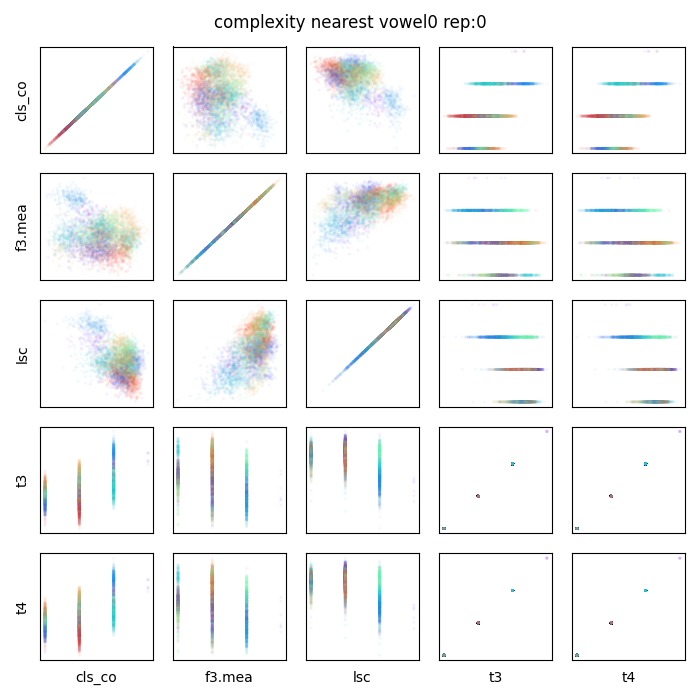 complexity nearest vowel0 rep:0
cls_co
f3.mea
lsc
t3
t4
cls_co
f3.mea
lsc
t3
t4